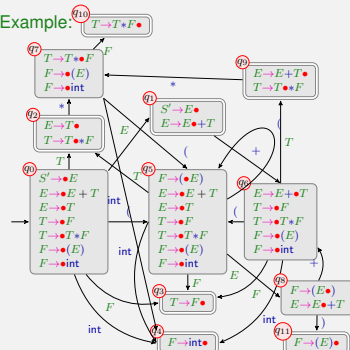 Example:
q10
T→T*F●
q7
T→T*●F
F→●(E)
F→●int
F
*
q9
E→E+T●
T→T●*F
*
q1
S'→E●
E→E●+T
q2
E→T●
T→T●*F
E
(
+
(
T
T
T
q0
S'→●E
E→●E+T
E→●T
T→●F
T→●T*F
F→●(E)
F→●int
int
(
int
q5
F→(●E)
E→●E+T
E→●T
T→●F
T→●T*F
F→●(E)
F→●int
(
q6
E→E+●T
T→●F
T→●T*F
F→●(E)
F→●int
F
E
F
q3
T→F●
F
int
int
+
q8
F→(E●)
E→E●+T
)
q4
F→int●
q11
F→(E)●